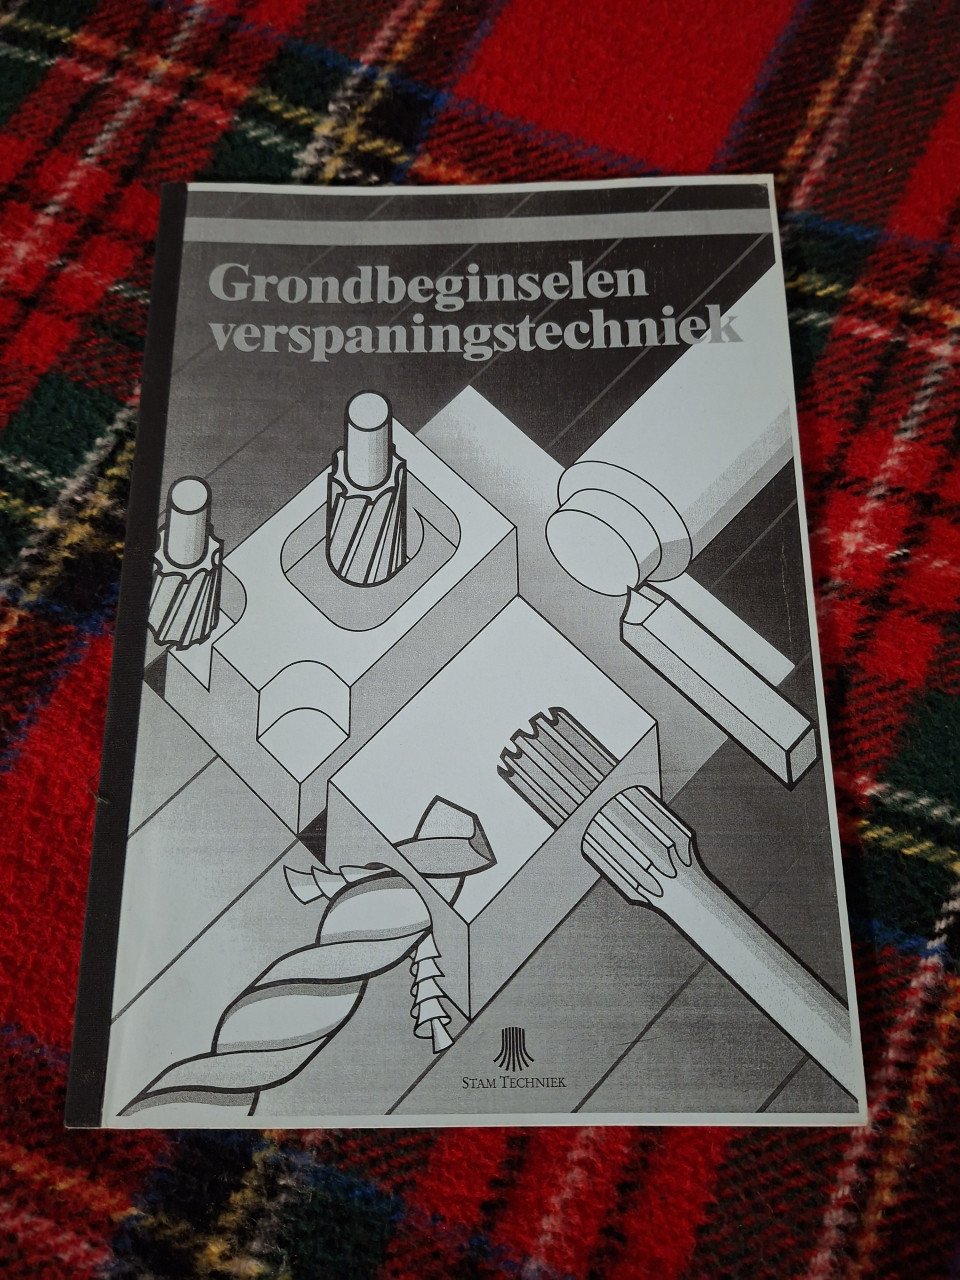 Grondbeginselen
verspaningstechniek
STAM TECHNIEK